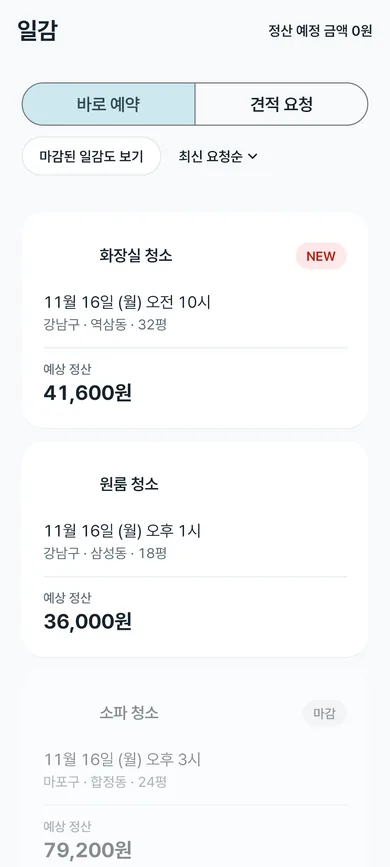 일감
정산 예정 금액 0원
바로 예약
견적 요청
마감된 일감도 보기
최신 요청순
화장실 청소
NEW
11월 16일 (월) 오전 10시
강남구 · 역삼동 · 32평
예상 정산
41,600원
원룸 청소
11월 16일 (월) 오후 1시
강남구 · 삼성동 · 18평
예상 정산
36,000원
소파 청소
마감
11월 16일 (월) 오후 3시
마포구 · 합정동 · 24평
예상 정산
79,200원